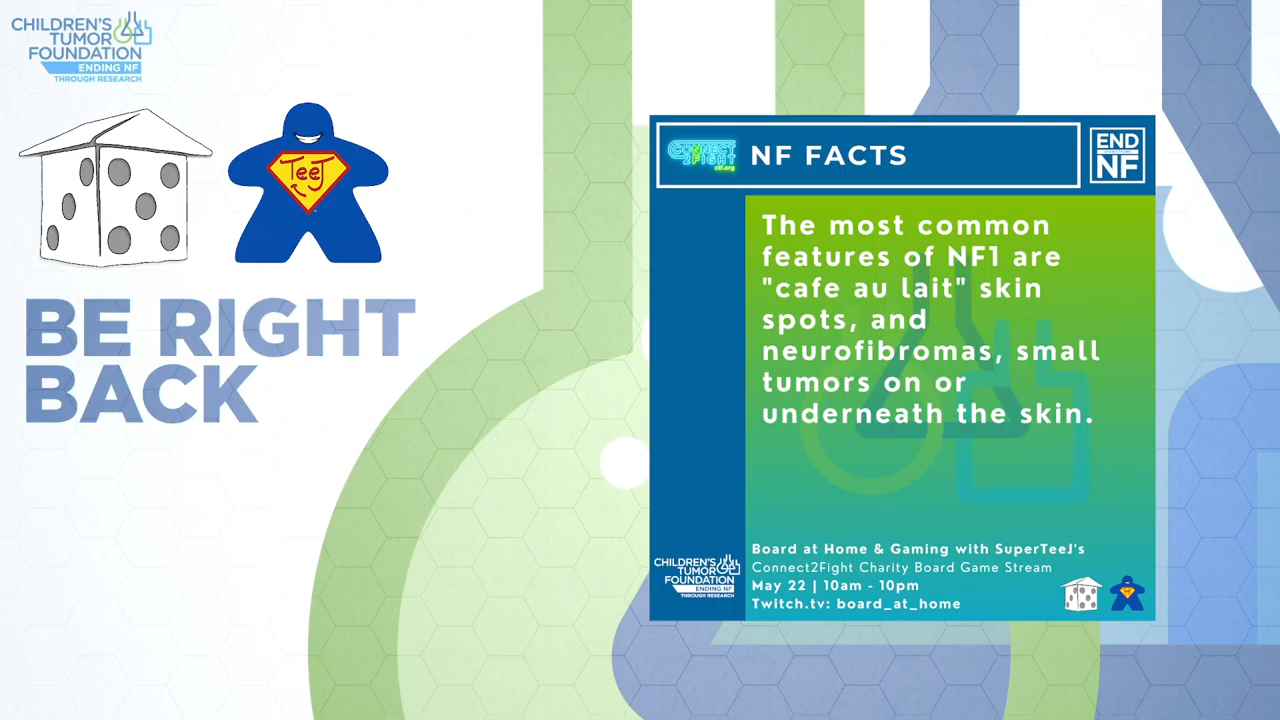 CHILDREN'S
TUMOR
FOUNDATION
ENDING NF
THROUGH RESEARCH
TeeJ
BE RIGHT
BACK
CONNECT
2FIGHT
ctf.org
NF FACTS
END
NF
The most common
features of NF1 are
"cafe au lait" skin
spots, and
neurofibromas, small
tumors on or
underneath the skin.
CHILDREN'S
TUMOR
FOUNDATION
ENDING NF
THROUGH RESEARCH
Board at Home & Gaming with SuperTeeJ's
Connect2Fight Charity Board Game Stream
May 22 | 10am - 10pm
Twitch.tv: board_at_home